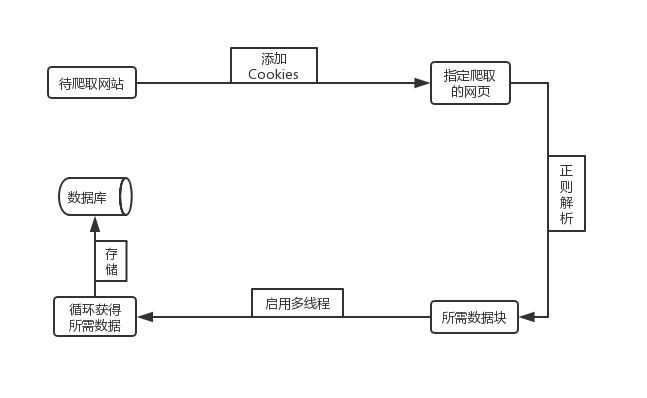 待爬取网站
添加
Cookies
指定爬取
的网页
正
则
解
析
所需数据块
启用多线程
循环获得
所需数据
存
储
数据库